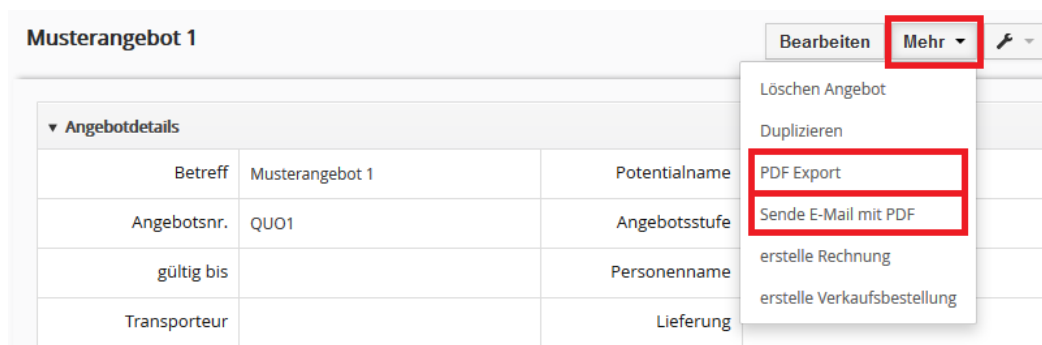 Musterangebot 1
Bearbeiten Mehr
Löschen Angebot
Duplizieren
PDF Export
Sende E-Mail mit PDF
erstelle Rechnung
erstelle Verkaufsbestellung
Angebotdetails
Betreff Musterangebot 1 Potentialname
Angebotsnr. QUO1 Angebotsstufe
gültig bis Personenname
Transporteur Lieferung